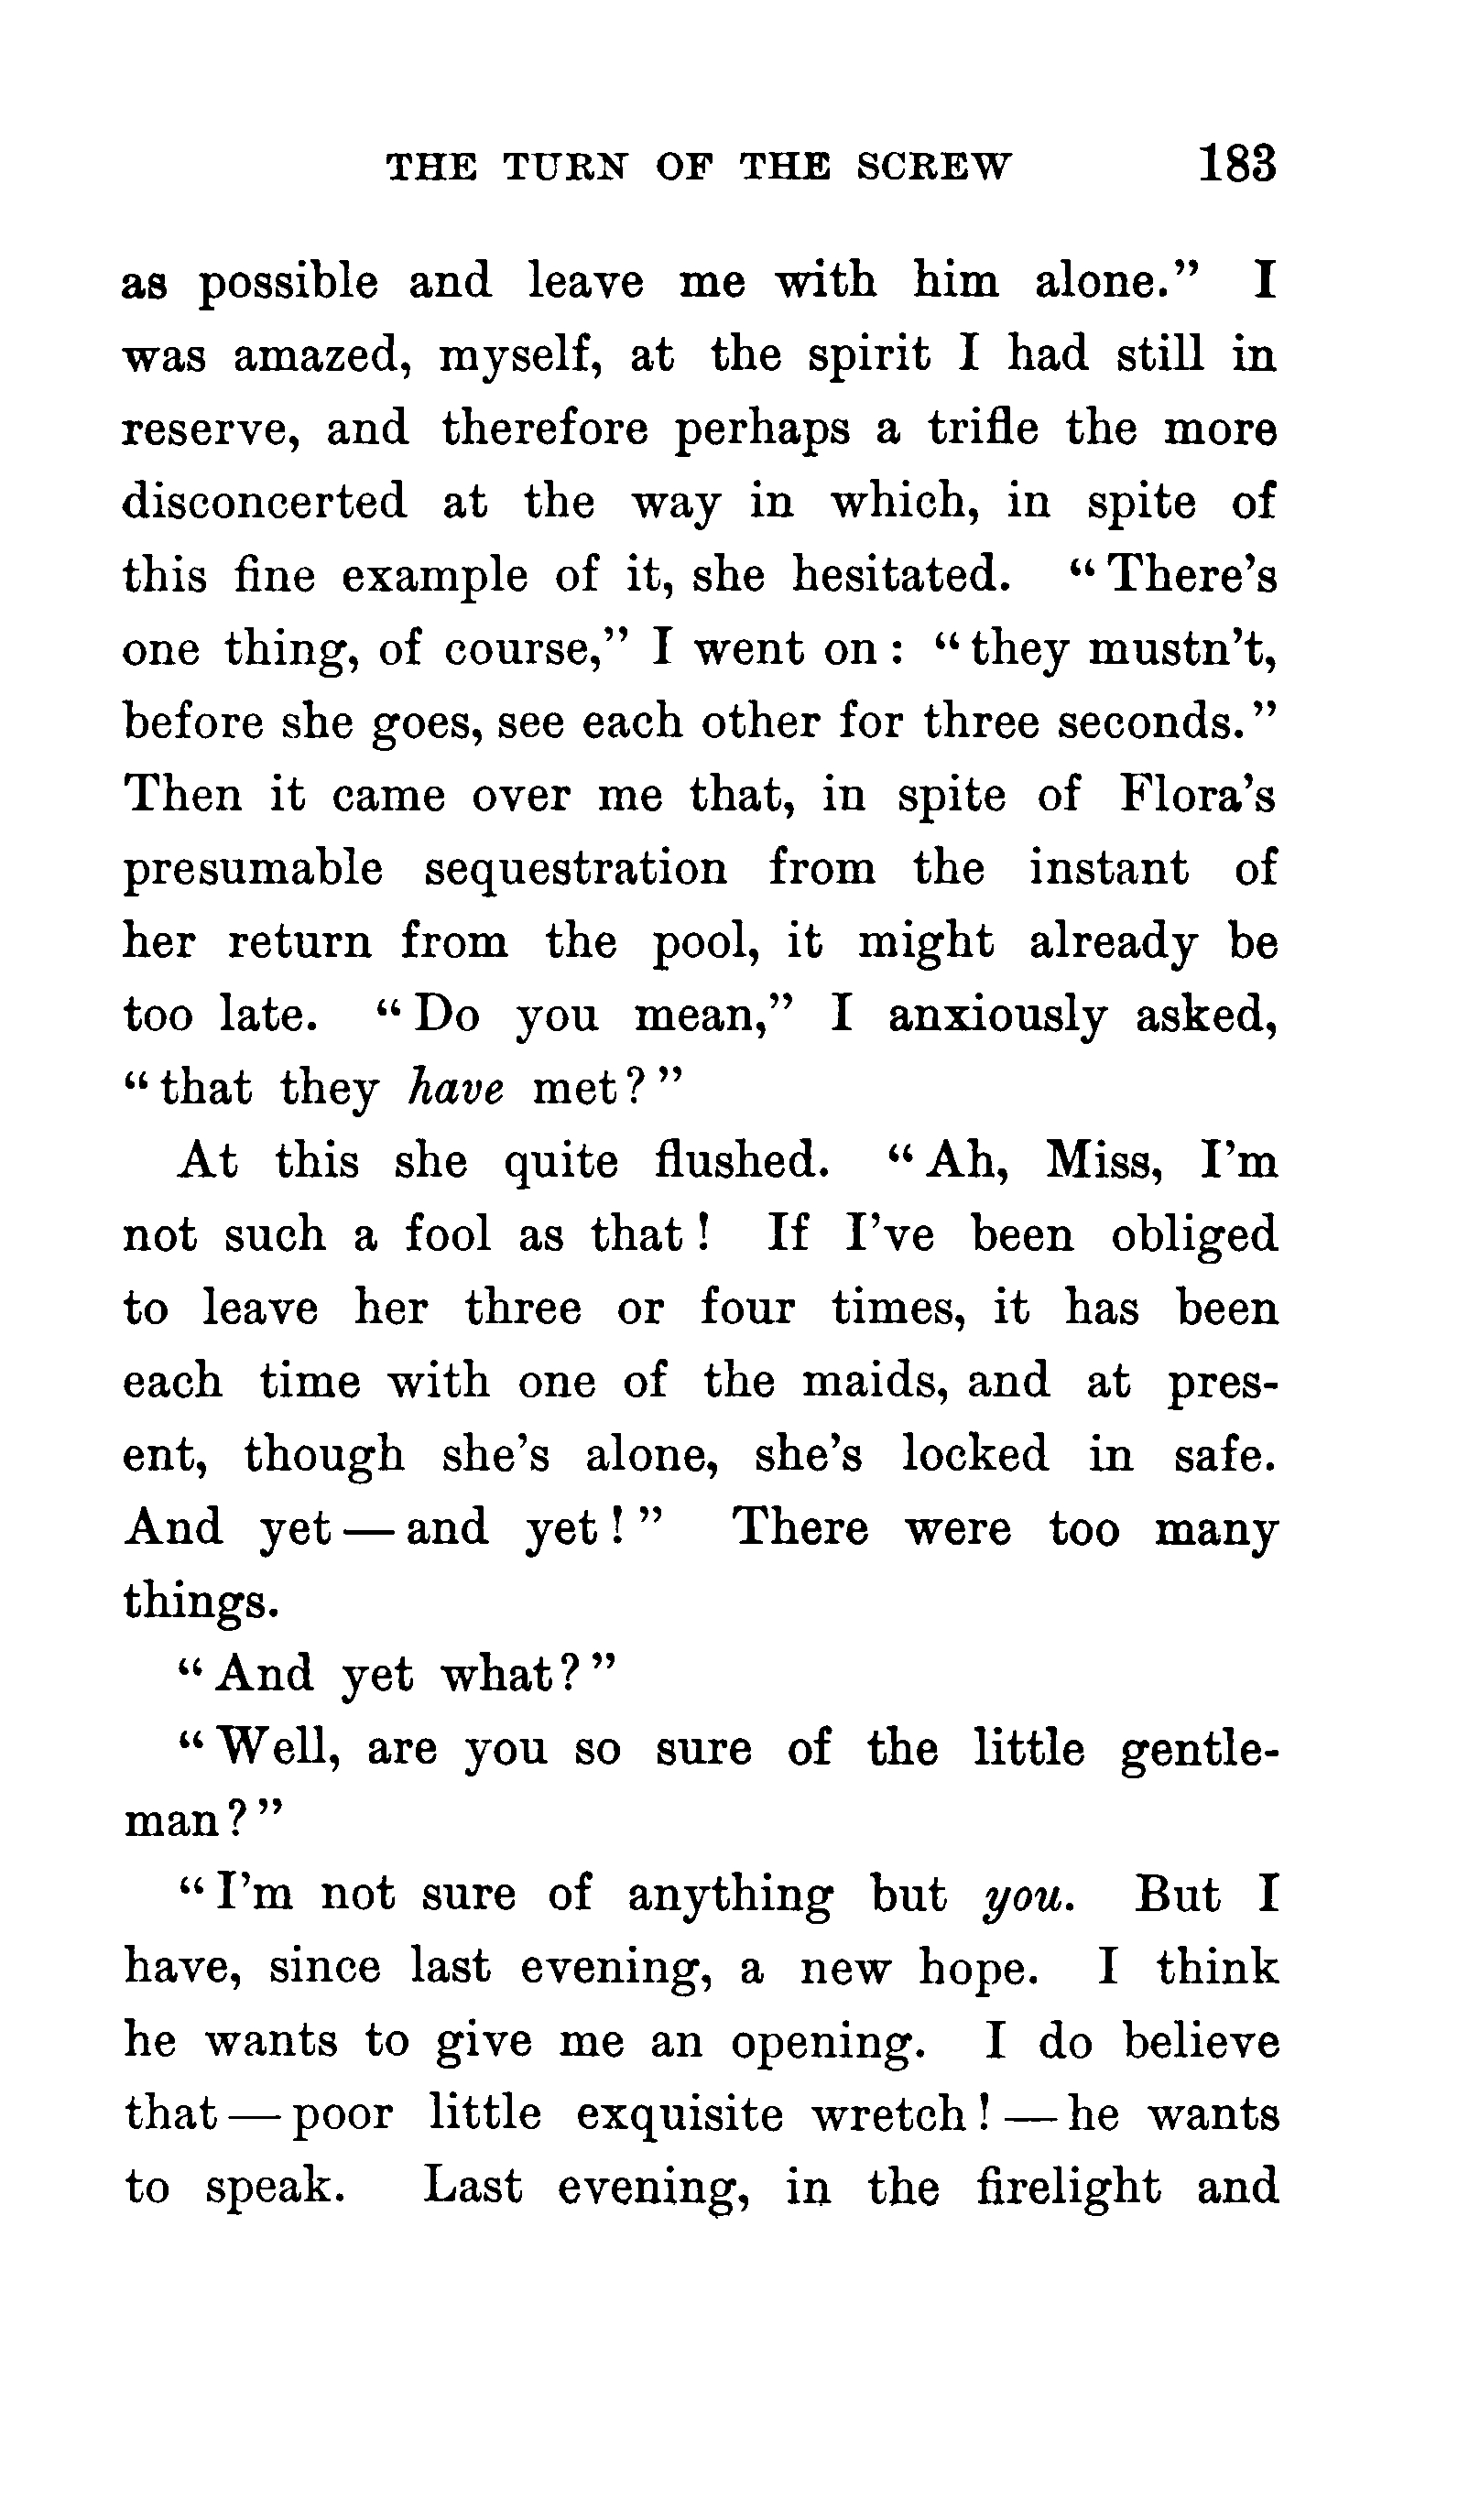 THE TURN OF THE SCREW 183
as possible and leave me with him alone.” I
was amazed, myself, at the spirit I had still in
reserve, and therefore perhaps a trifle the more
disconcerted at the way in which, in spite of
this fine example of it, she hesitated. “There’s
one thing, of course,” I went on: “they mustn’t,
before she goes, see each other for three seconds.”
Then it came over me that, in spite of Flora’s
presumable sequestration from the instant of
her return from the pool, it might already be
too late. “Do you mean,” I anxiously asked,
“that they have met?”
At this she quite flushed. “Ah, Miss, I’m
not such a fool as that! If I’ve been obliged
to leave her three or four times, it has been
each time with one of the maids, and at pres-
ent, though she’s alone, she’s locked in safe.
And yet—and yet!” There were too many
things.
“And yet what?”
“Well, are you so sure of the little gentle-
man?”
“I’m not sure of anything but you. But I
have, since last evening, a new hope. I think
he wants to give me an opening. I do believe
that—poor little exquisite wretch!—he wants
to speak. Last evening, in the firelight and